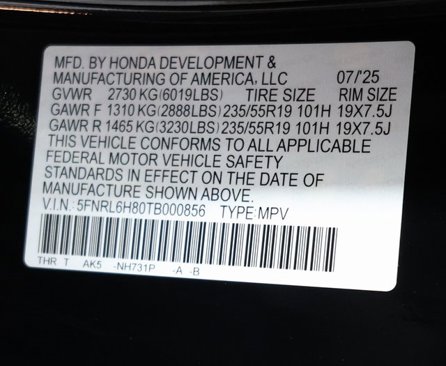 MFD. BY HONDA DEVELOPMENT &
MANUFACTURING OF AMERICA, LLC 07/'25
GVWR 2730 KG(6019LBS) TIRE SIZE RIM SIZE
GAWR F 1310 KG(2888LBS) 235/55R19 101H 19X7.5J
GAWR R 1465 KG(3230LBS) 235/55R19 101H 19X7.5J
THIS VEHICLE CONFORMS TO ALL APPLICABLE
FEDERAL MOTOR VEHICLE SAFETY
STANDARDS IN EFFECT ON THE DATE OF
MANUFACTURE SHOWN ABOVE.
V.I.N.: 5FNRL6H80TB000856 TYPE:MPV
THR T AK5 -NH731P -A -B